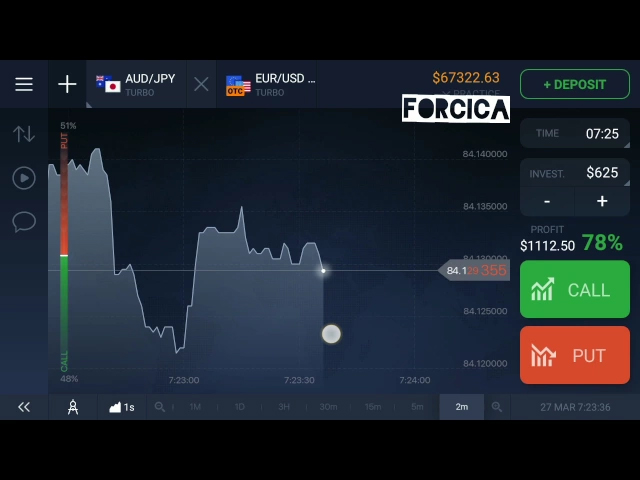 AUD/JPY
TURBO
EUR/USD ...
TURBO
OTC
$67322.63
PRACTICE
FORCICA
+ DEPOSIT
TIME 07:25
INVEST. $625
- +
PROFIT
$1112.50 78%
CALL
PUT
51%
PUT
CALL
48%
84.140000
84.135000
84.130000
84.129355
84.125000
84.120000
7:23:00 7:23:30 7:24:00
1s
1M 1D 3H 30m 15m 5m 2m
27 MAR 7:23:36